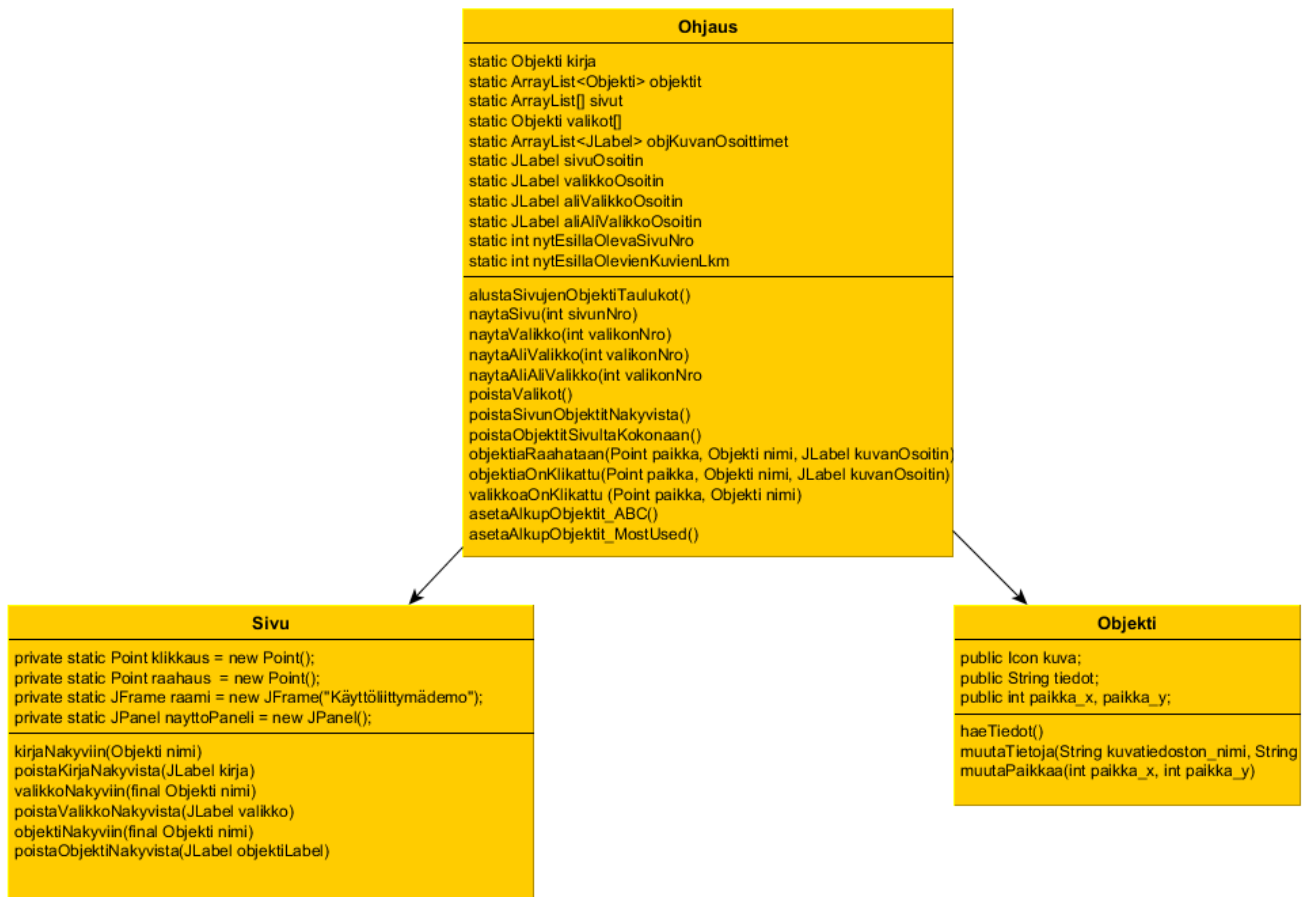 Ohjaus
static Objekti kirja
static ArrayList<Objekti> objektit
static ArrayList[] sivut
static Objekti valikot[]
static ArrayList<JLabel> objKuvanOsoittimet
static JLabel sivuOsoitin
static JLabel valikkoOsoitin
static JLabel aliValikkoOsoitin
static JLabel aliAliValikkoOsoitin
static int nytEsillaOlevaSivuNro
static int nytEsillaOlevienKuvienLkm
alustaSivujenObjektiTaulukot()
naytaSivu(int sivunNro)
naytaValikko(int valikonNro)
naytaAliValikko(int valikonNro)
naytaAliAliValikko(int valikonNro
poistaValikot()
poistaSivunObjektitNakyvista()
poistaObjektitSivultaKokonaan()
objektiaRaahataan(Point paikka, Objekti nimi, JLabel kuvanOsoitin)
objektiaOnKlikattu(Point paikka, Objekti nimi, JLabel kuvanOsoitin)
valikkoaOnKlikattu (Point paikka, Objekti nimi)
asetaAlkupObjektit_ABC()
asetaAlkupObjektit_MostUsed()
Sivu
private static Point klikkaus = new Point();
private static Point raahaus  = new Point();
private static JFrame raami = new JFrame("Käyttöliittymädemo");
private static JPanel nayttoPaneli = new JPanel();
kirjaNakyviin(Objekti nimi)
poistaKirjaNakyvista(JLabel kirja)
valikkoNakyviin(final Objekti nimi)
poistaValikkoNakyvista(JLabel valikko)
objektiNakyviin(final Objekti nimi)
poistaObjektiNakyvista(JLabel objektiLabel)
Objekti
public Icon kuva;
public String tiedot;
public int paikka_x, paikka_y;
haeTiedot()
muutaTietoja(String kuvatiedoston_nimi, String
muutaPaikkaa(int paikka_x, int paikka_y)